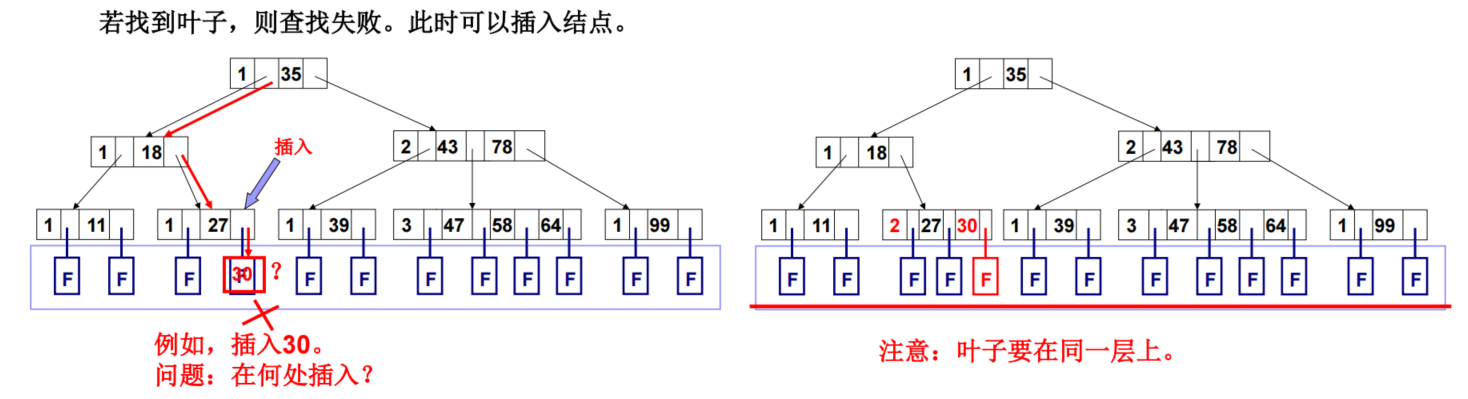 若找到叶子，则查找失败。此时可以插入结点。
1 35
1 18
插入
2 43 78
1 11
1 27
1 39
3 47 58 64
1 99
F F F 30 F ? F F F F F F F F
例如，插入30。
问题：在何处插入？
1 35
1 18
2 43 78
1 11
2 27 30
1 39
3 47 58 64
1 99
F F F F F F F F F F F F F
注意：叶子要在同一层上。